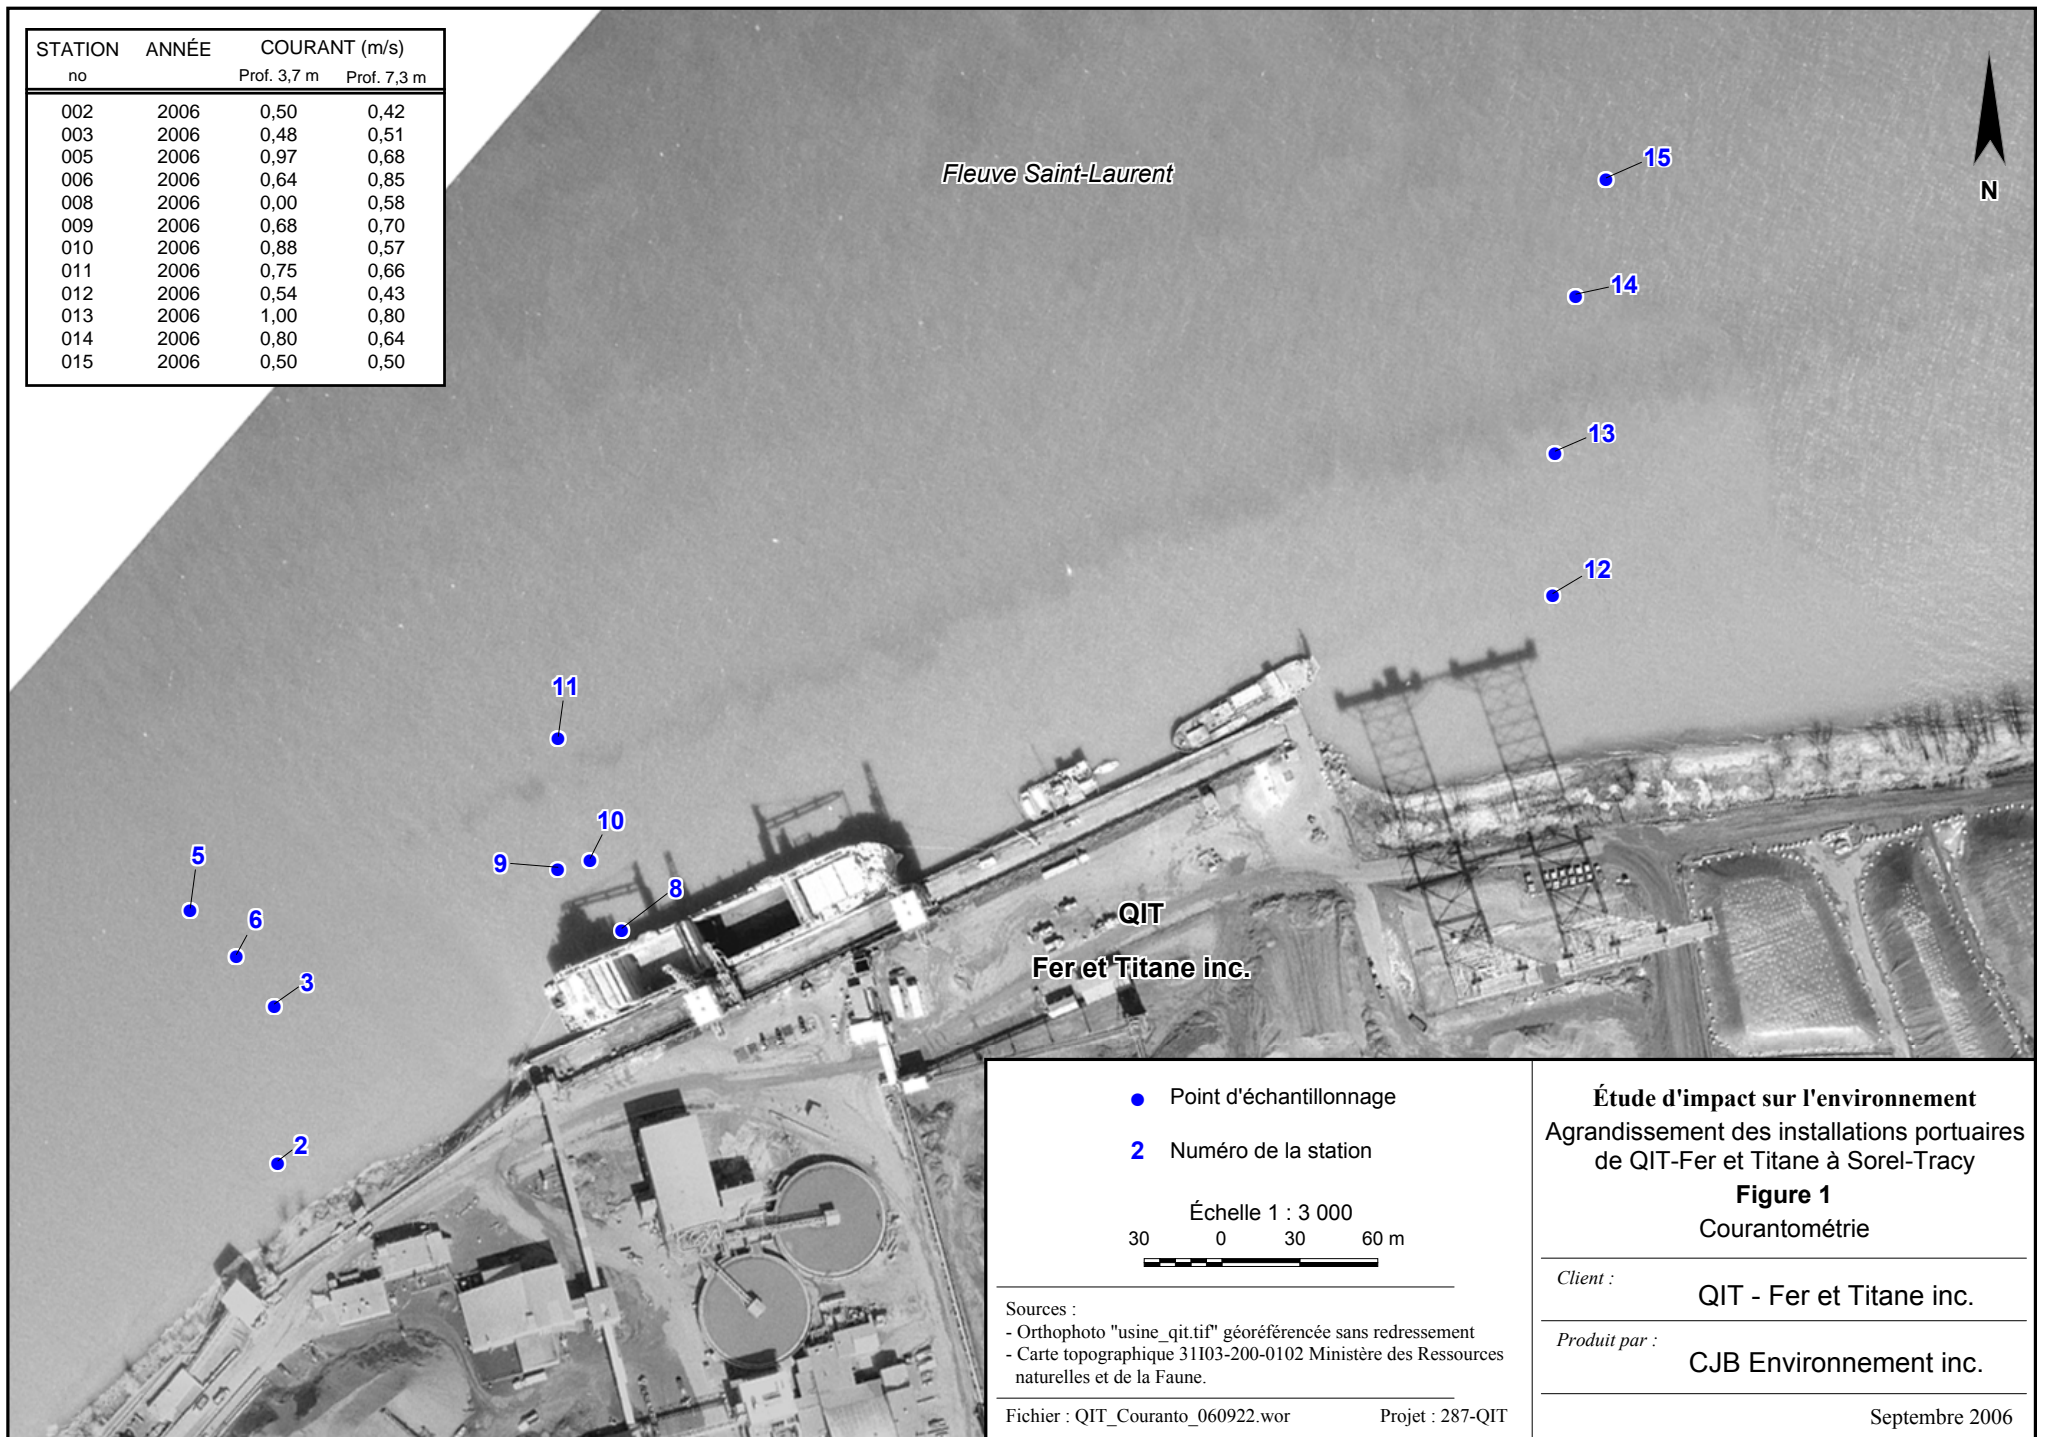 STATION ANNÉE COURANT (m/s)
no Prof. 3,7 m Prof. 7,3 m
002 2006 0,50 0,42
003 2006 0,48 0,51
005 2006 0,97 0,68
006 2006 0,64 0,85
008 2006 0,00 0,58
009 2006 0,68 0,70
010 2006 0,88 0,57
011 2006 0,75 0,66
012 2006 0,54 0,43
013 2006 1,00 0,80
014 2006 0,80 0,64
015 2006 0,50 0,50
Fleuve Saint-Laurent
15
N
14
13
12
11
10
9
5
8
6
3
2
QIT
Fer et Titane inc.
Point d'échantillonnage
2 Numéro de la station
Échelle 1 : 3 000
30 0 30 60 m
Sources :
- Orthophoto "usine_qit.tif" géoréférencée sans redressement
- Carte topographique 31I03-200-0102 Ministère des Ressources
naturelles et de la Faune.
Fichier : QIT_Couranto_060922.wor Projet : 287-QIT
Étude d'impact sur l'environnement
Agrandissement des installations portuaires
de QIT-Fer et Titane à Sorel-Tracy
Figure 1
Courantométrie
Client :
QIT - Fer et Titane inc.
Produit par :
CJB Environnement inc.
Septembre 2006